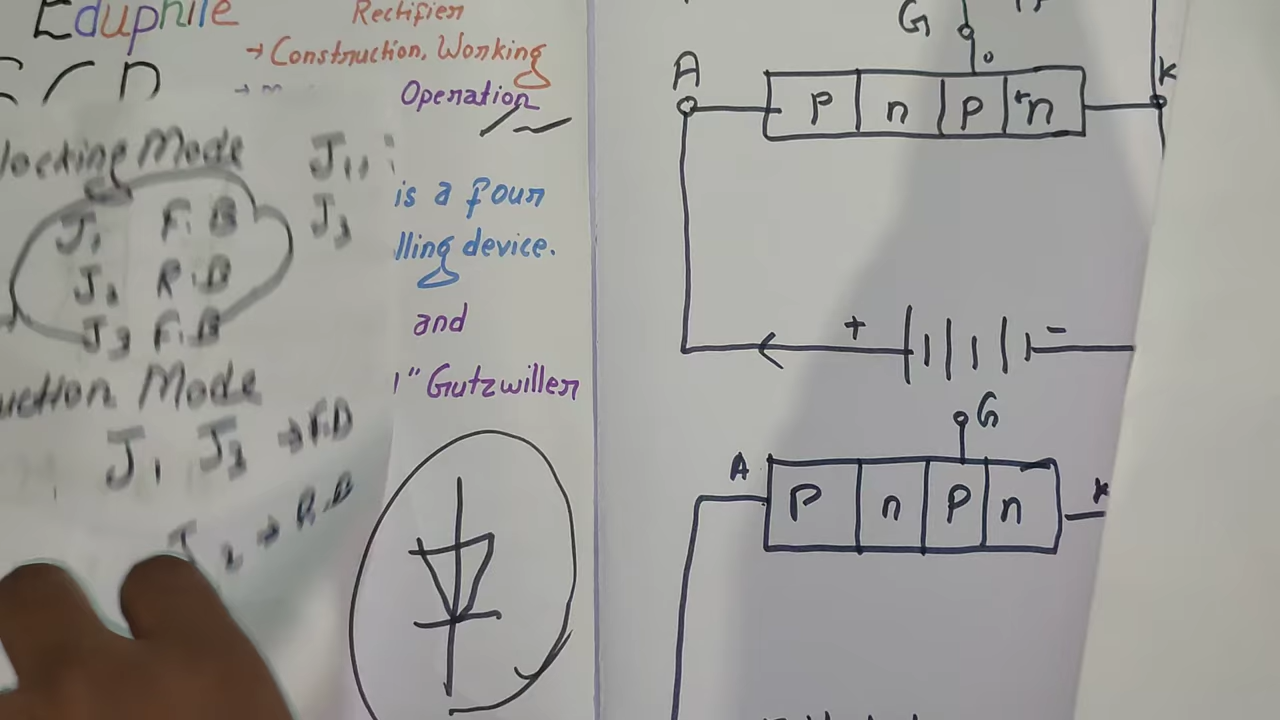 Eduphile
Rectifier
→ Construction, Working
Operation
is a four
lling device.
and
" Gutzwiller
locking Mode
J1,
J3
J1 F.B
J2 R.B
J3 F.B
uction Mode
J1 J3 → F.B
J2 → R.B
G
A
K
P n P n
+ -
G
A
K
P n P n